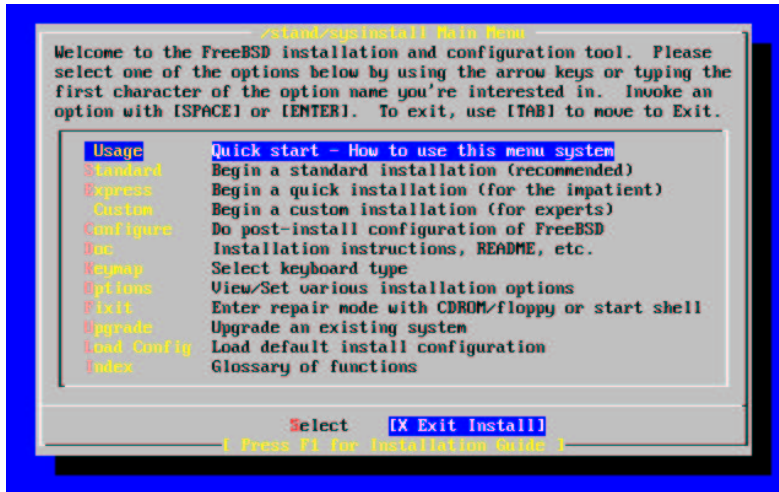 /stand/sysinstall Main Menu
Welcome to the FreeBSD installation and configuration tool.  Please
select one of the options below by using the arrow keys or typing the
first character of the option name you're interested in.  Invoke an
option with [SPACE] or [ENTER].  To exit, use [TAB] to move to Exit.
Usage Quick start - How to use this menu system
Standard Begin a standard installation (recommended)
Express Begin a quick installation (for the impatient)
Custom Begin a custom installation (for experts)
Configure Do post-install configuration of FreeBSD
Doc Installation instructions, README, etc.
Keymap Select keyboard type
Options View/Set various installation options
Fixit Enter repair mode with CDROM/floppy or start shell
Upgrade Upgrade an existing system
Load Config Load default install configuration
Index Glossary of functions
Select [X Exit Install]
[ Press F1 for Installation Guide ]